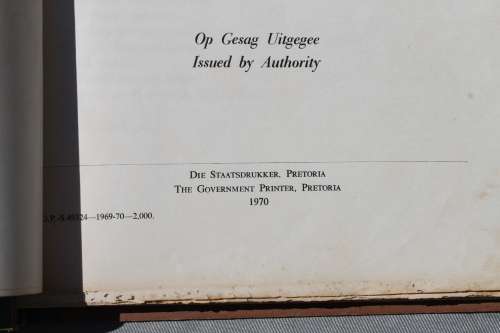 Op Gesag Uitgegee
Issued by Authority
DIE STAATSDRUKKER, PRETORIA
THE GOVERNMENT PRINTER, PRETORIA
1970
—1969-70—2,000.